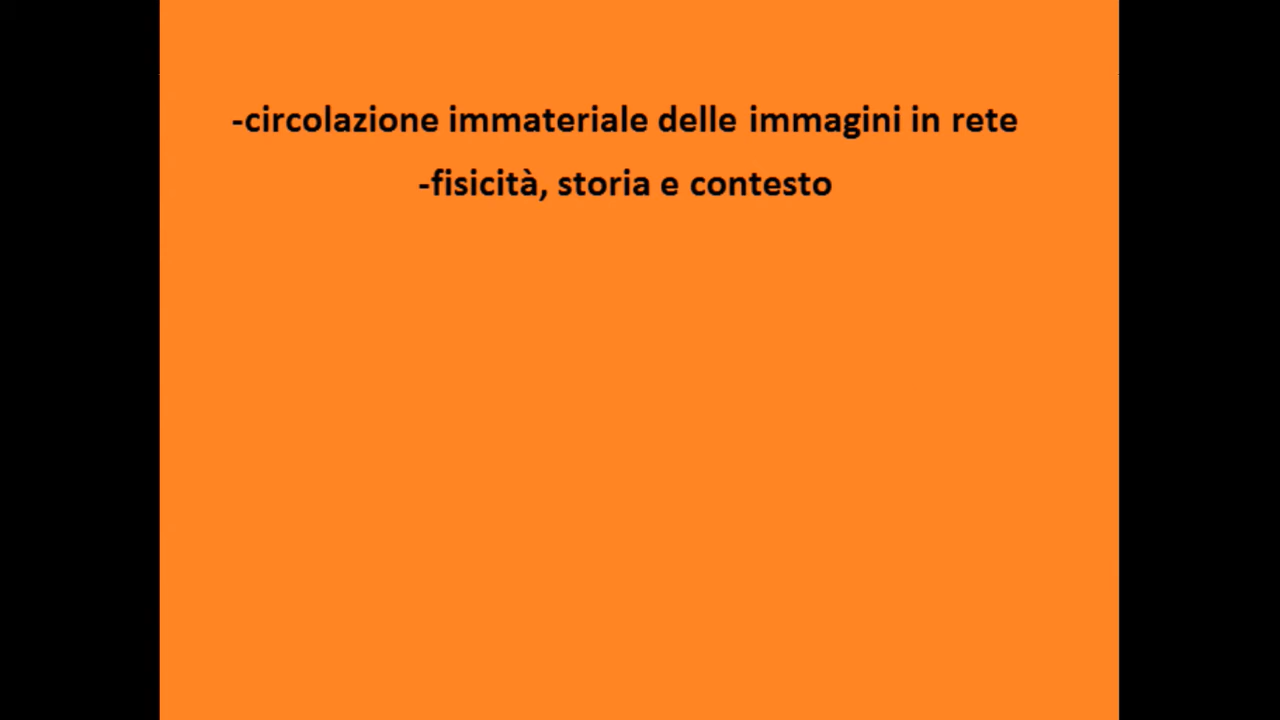 -circolazione immateriale delle immagini in rete
-fisicità, storia e contesto